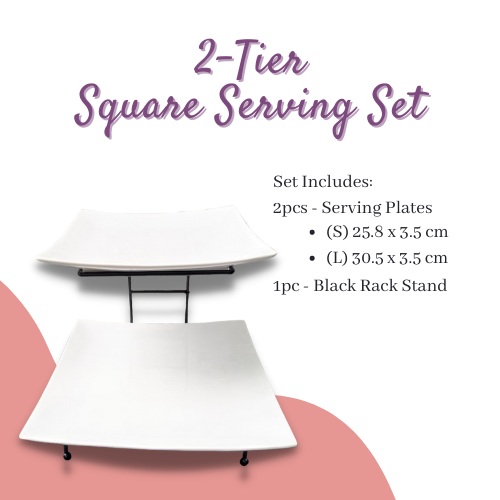 2-Tier
Square Serving Set
Set Includes:
2pcs - Serving Plates
• (S) 25.8 x 3.5 cm
• (L) 30.5 x 3.5 cm
1pc - Black Rack Stand